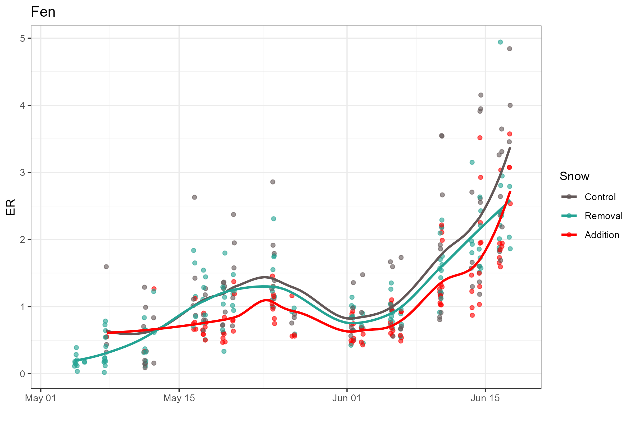 Fen
5
4
3
2
1
0
ER
May 01
May 15
Jun 01
Jun 15
Snow
Control
Removal
Addition